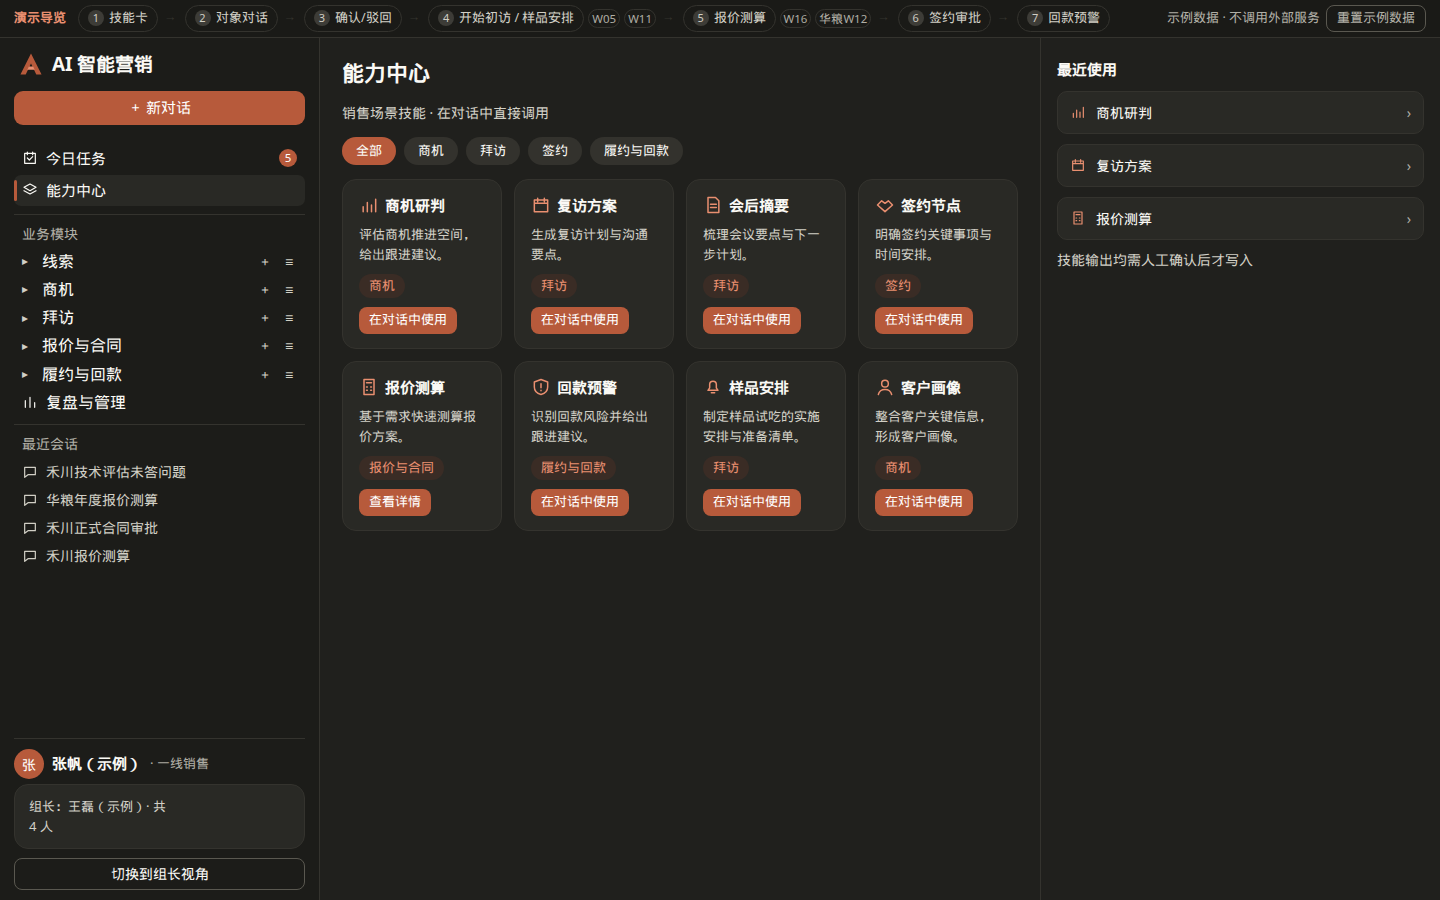 演示导览 1 技能卡 → 2 对象对话 → 3 确认/驳回 → 4 开始初访 / 样品安排 W05 W11 → 5 报价测算 W16 华粮W12 → 6 签约审批 → 7 回款预警 示例数据 · 不调用外部服务 重置示例数据
AI 智能营销
+ 新对话
今日任务 5
能力中心
业务模块
▸ 线索 + ≡
▸ 商机 + ≡
▸ 拜访 + ≡
▸ 报价与合同 + ≡
▸ 履约与回款 + ≡
复盘与管理
最近会话
禾川技术评估未答问题
华粮年度报价测算
禾川正式合同审批
禾川报价测算
张 张帆（示例） · 一线销售
组长：王磊（示例）· 共
4 人
切换到组长视角
能力中心
销售场景技能 · 在对话中直接调用
全部 商机 拜访 签约 履约与回款
商机研判
评估商机推进空间，
给出跟进建议。
商机
在对话中使用
复访方案
生成复访计划与沟通
要点。
拜访
在对话中使用
会后摘要
梳理会议要点与下一
步计划。
拜访
在对话中使用
签约节点
明确签约关键事项与
时间安排。
签约
在对话中使用
报价测算
基于需求快速测算报
价方案。
报价与合同
查看详情
回款预警
识别回款风险并给出
跟进建议。
履约与回款
在对话中使用
样品安排
制定样品试吃的实施
安排与准备清单。
拜访
在对话中使用
客户画像
整合客户关键信息，
形成客户画像。
商机
在对话中使用
最近使用
商机研判 ›
复访方案 ›
报价测算 ›
技能输出均需人工确认后才写入